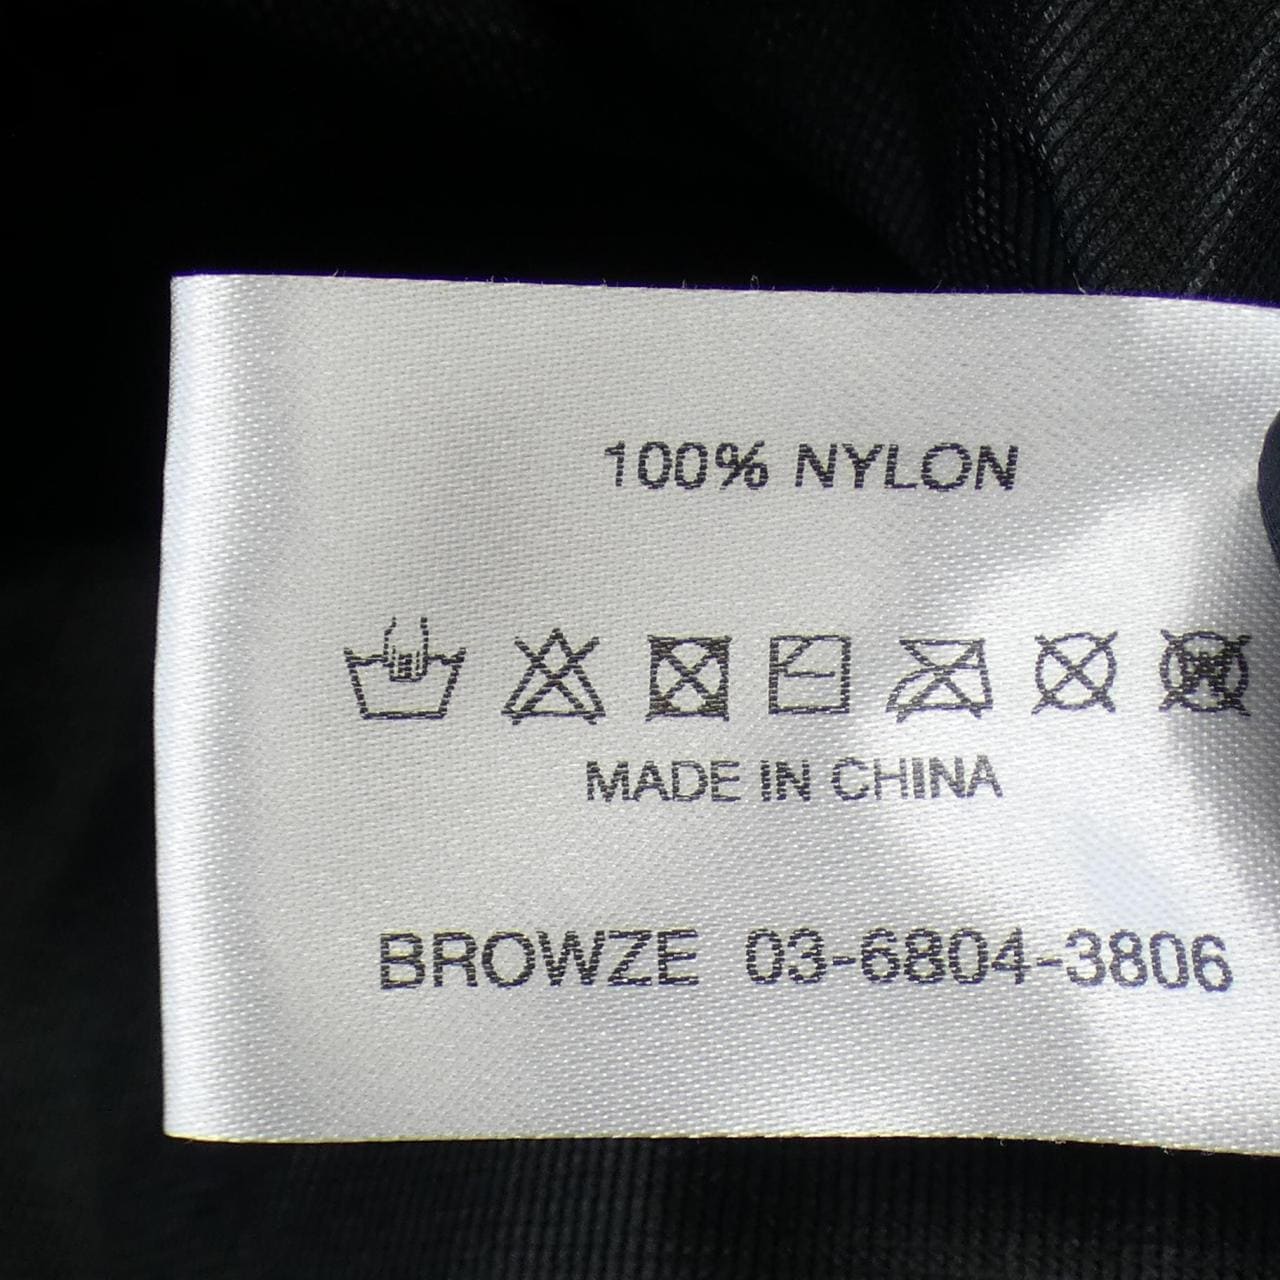 100% NYLON
MADE IN CHINA
BROWZE 03-6804-3806